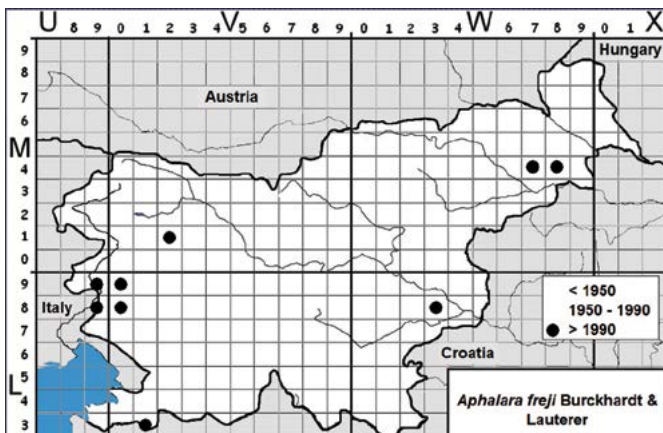 U 8 9 0 1 2 3 V 5 6 7 8 9 0 1 2 3 4 W 6 7 8 9 0 1 X
9
Hungary
8
7
Austria
6
M
4
3
2
1
0
9
< 1950
8
Italy
1950 - 1990
> 1990
7
6
Croatia
5
L
4
Aphalara freji Burckhardt &
Lauterer
3